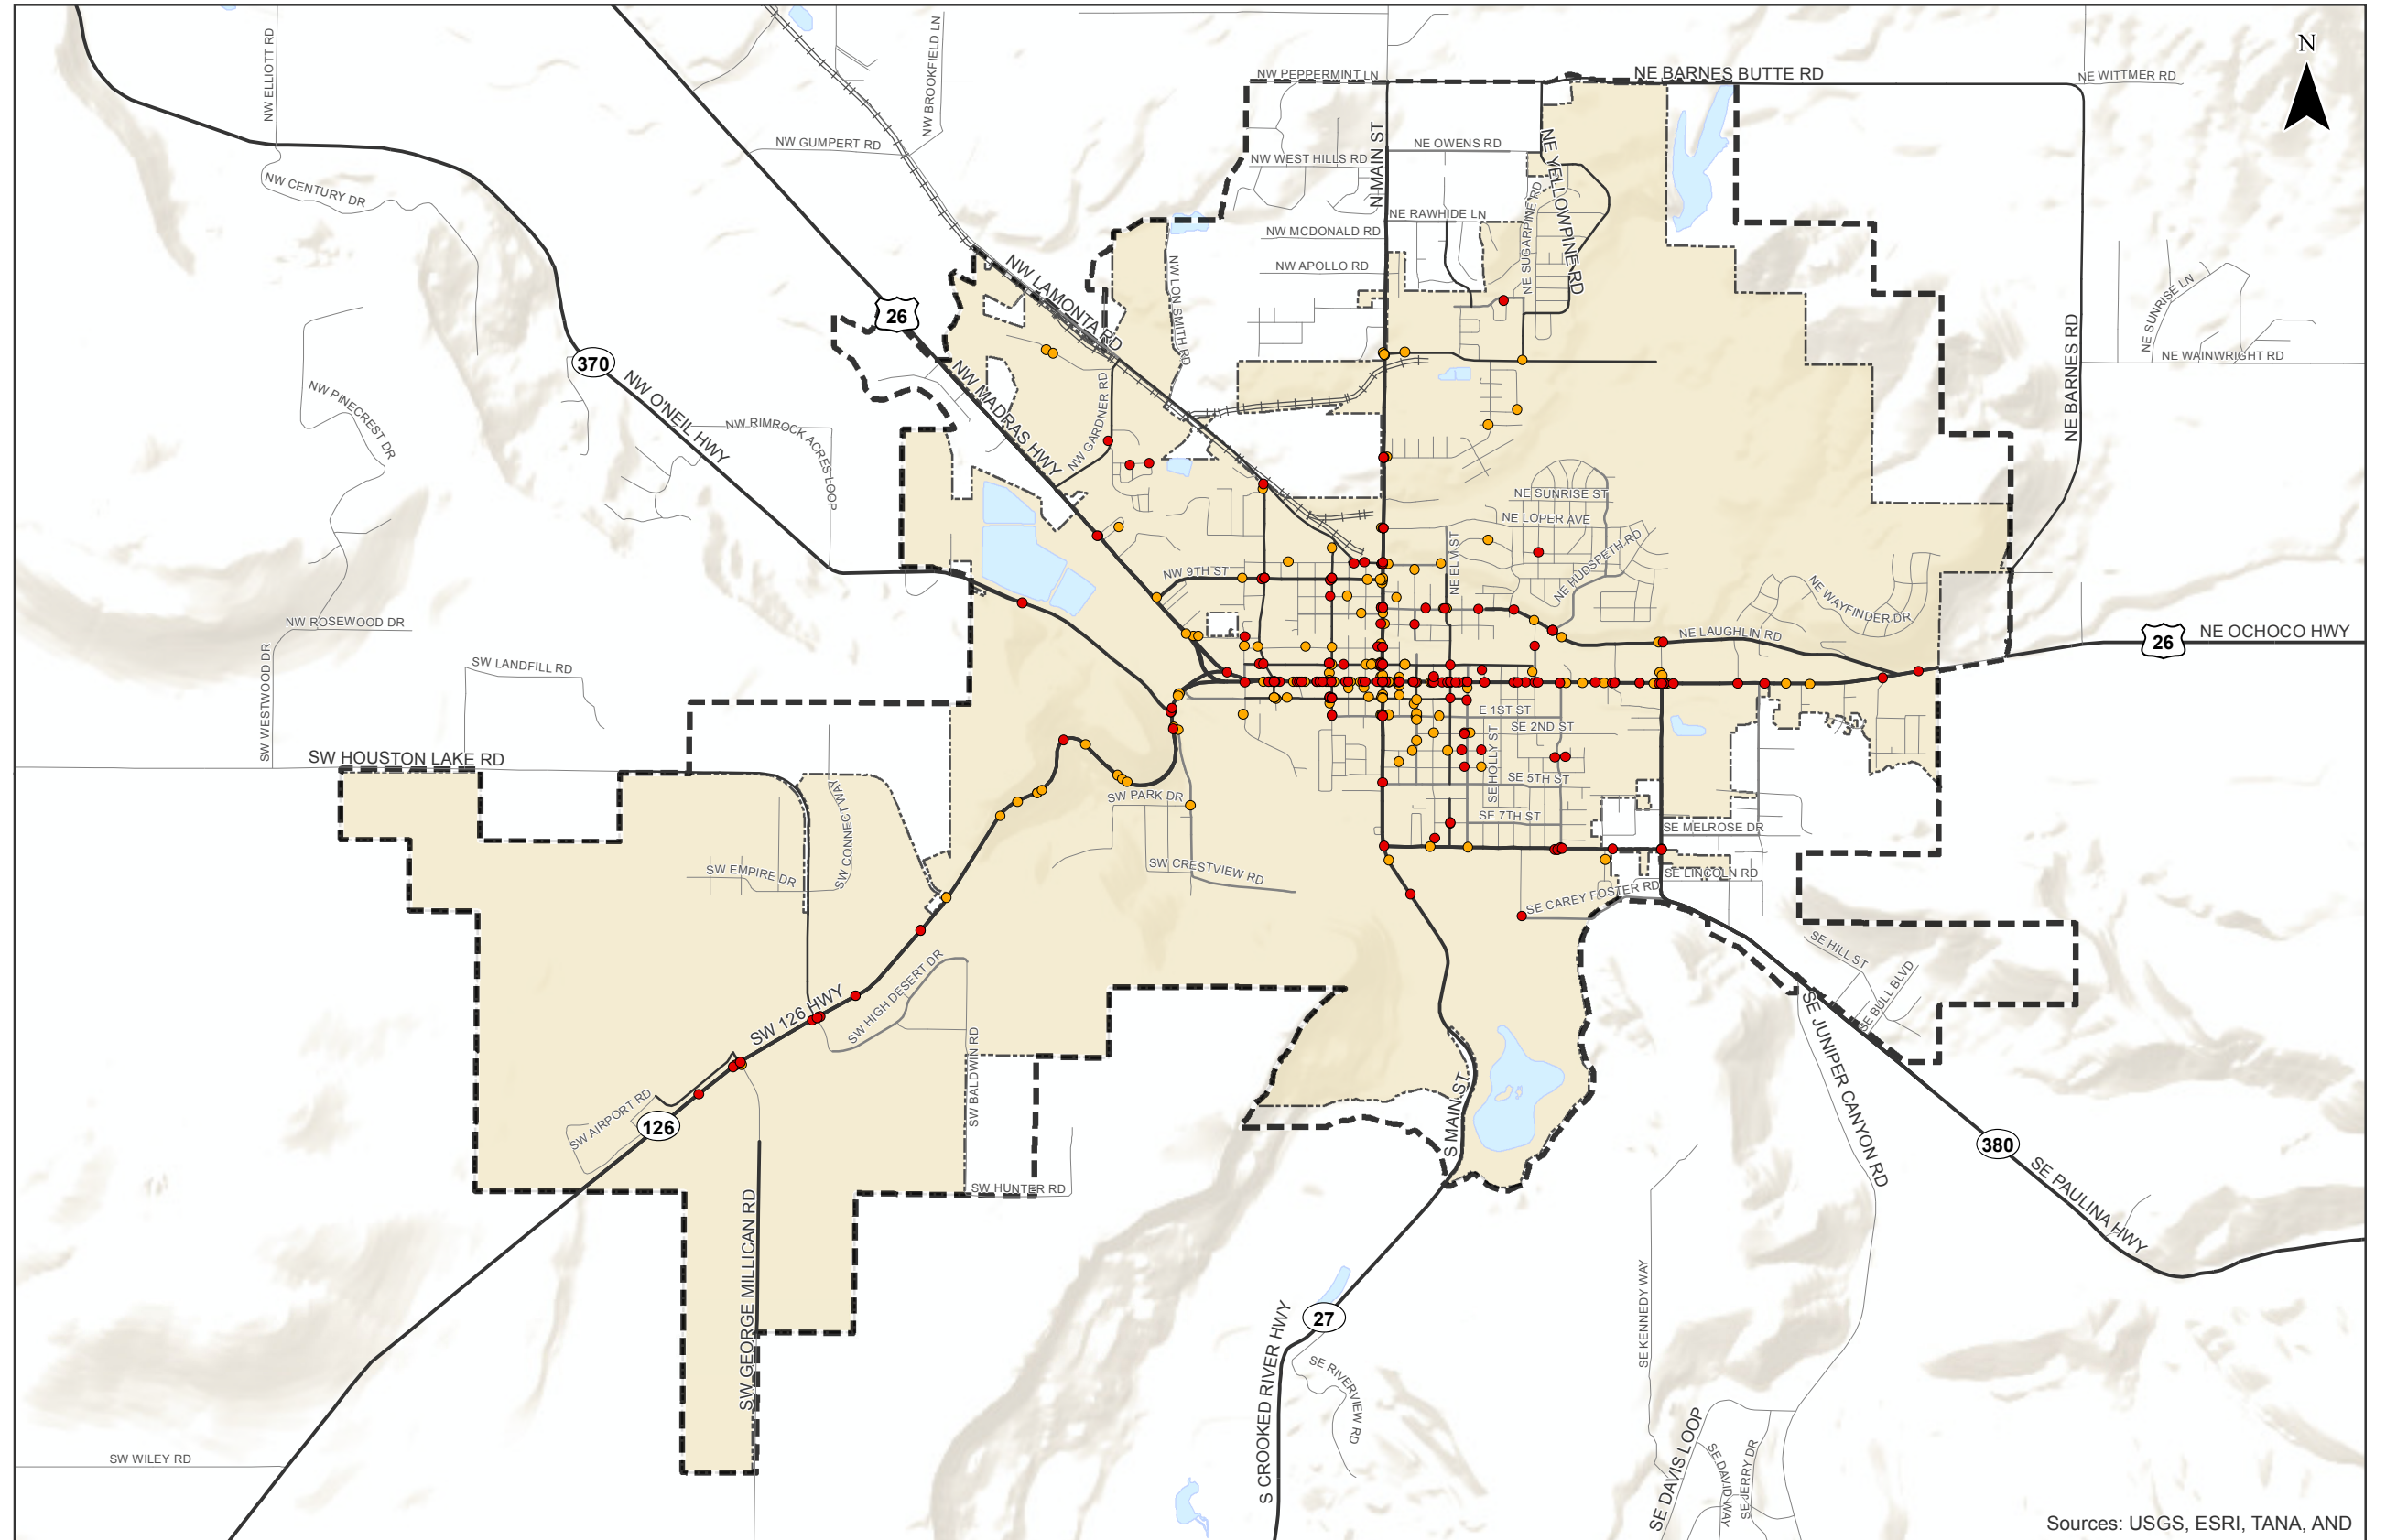 N
NE BARNES BUTTE RD
NW PEPPERMINT LN
NE WITTMER RD
NW ELLIOTT RD
NW BROOKFIELD LN
NW GUMPERT RD
N MAIN ST
NE OWENS RD
NE YELLOWPINE RD
NW WEST HILLS RD
NW CENTURY DR
NE SUGARPINE RD
NE RAWHIDE LN
NW MCDONALD RD
NW APOLLO RD
NW LAMONTA RD
NW LON SMITH RD
NE SUNRISE LN
26
NE BARNES RD
NE WAINWRIGHT RD
370
NW O'NEIL HWY
NW MADRAS HWY
NW GARDNER RD
NW PINECREST DR
NW RIMROCK ACRES LOOP
NE SUNRISE ST
NE LOPER AVE
NE ELM ST
NE HUDSPETH RD
NW 9TH ST
NE WAYFINDER DR
NW ROSEWOOD DR
NE LAUGHLIN RD
26
NE OCHOCO HWY
SW WESTWOOD DR
SW LANDFILL RD
E 1ST ST
SE 2ND ST
SE HOLLY ST
SW HOUSTON LAKE RD
SE 5TH ST
SW PARK DR
SW CONNECT WAY
SE 7TH ST
SE MELROSE DR
SW EMPIRE DR
SW CRESTVIEW RD
SE LINCOLN RD
SE CAREY FOSTER RD
SE HILL ST
SE BULL BLVD
SW HIGH DESERT DR
SW 126 HWY
SW BALDWIN RD
SE JUNIPER CANYON RD
S MAIN ST
SW AIRPORT RD
126
380
SE PAULINA HWY
SW HUNTER RD
SW GEORGE MILLICAN RD
SE KENNEDY WAY
27
S CROOKED RIVER HWY
SE RIVERVIEW RD
SE DAVIS LOOP
SE DAVID WAY
SE JERRY DR
SW WILEY RD
Sources: USGS, ESRI, TANA, AND